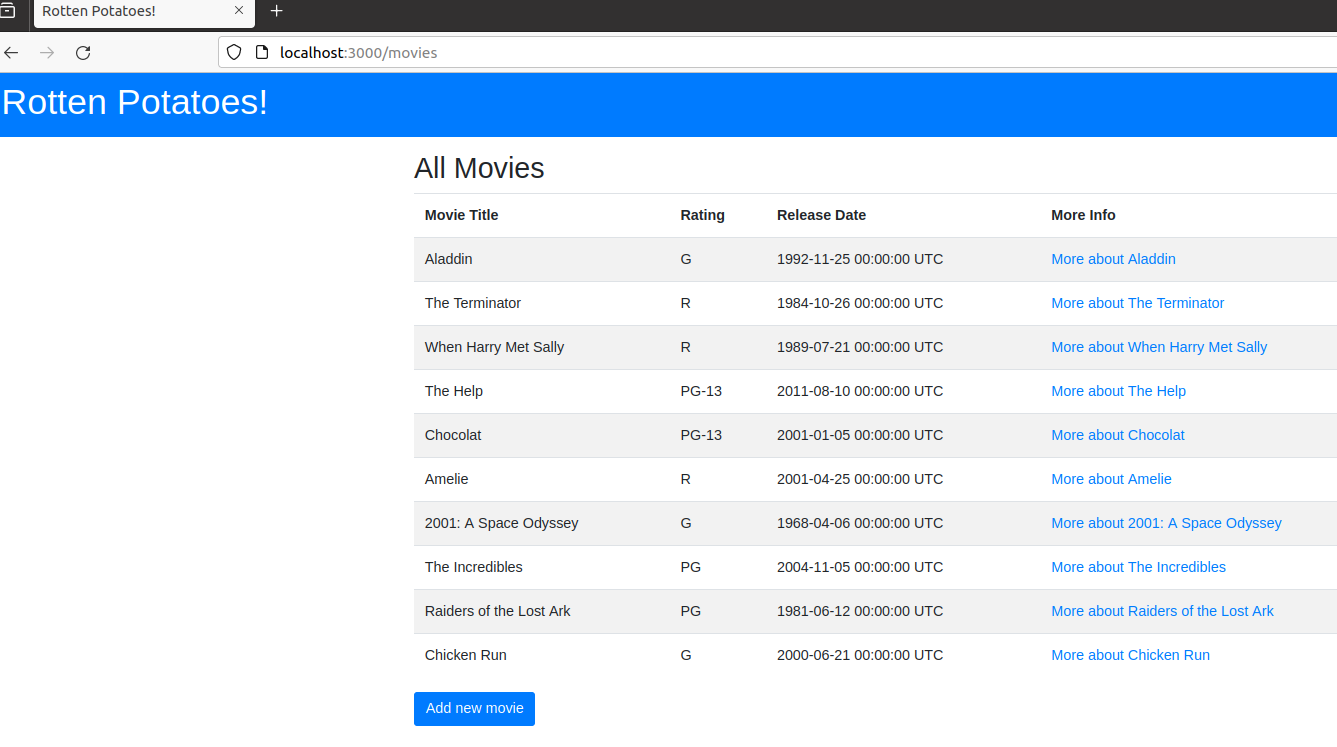 Rotten Potatoes!
localhost:3000/movies
Rotten Potatoes!
All Movies
Movie Title Rating Release Date More Info
Aladdin G 1992-11-25 00:00:00 UTC More about Aladdin
The Terminator R 1984-10-26 00:00:00 UTC More about The Terminator
When Harry Met Sally R 1989-07-21 00:00:00 UTC More about When Harry Met Sally
The Help PG-13 2011-08-10 00:00:00 UTC More about The Help
Chocolat PG-13 2001-01-05 00:00:00 UTC More about Chocolat
Amelie R 2001-04-25 00:00:00 UTC More about Amelie
2001: A Space Odyssey G 1968-04-06 00:00:00 UTC More about 2001: A Space Odyssey
The Incredibles PG 2004-11-05 00:00:00 UTC More about The Incredibles
Raiders of the Lost Ark PG 1981-06-12 00:00:00 UTC More about Raiders of the Lost Ark
Chicken Run G 2000-06-21 00:00:00 UTC More about Chicken Run
Add new movie